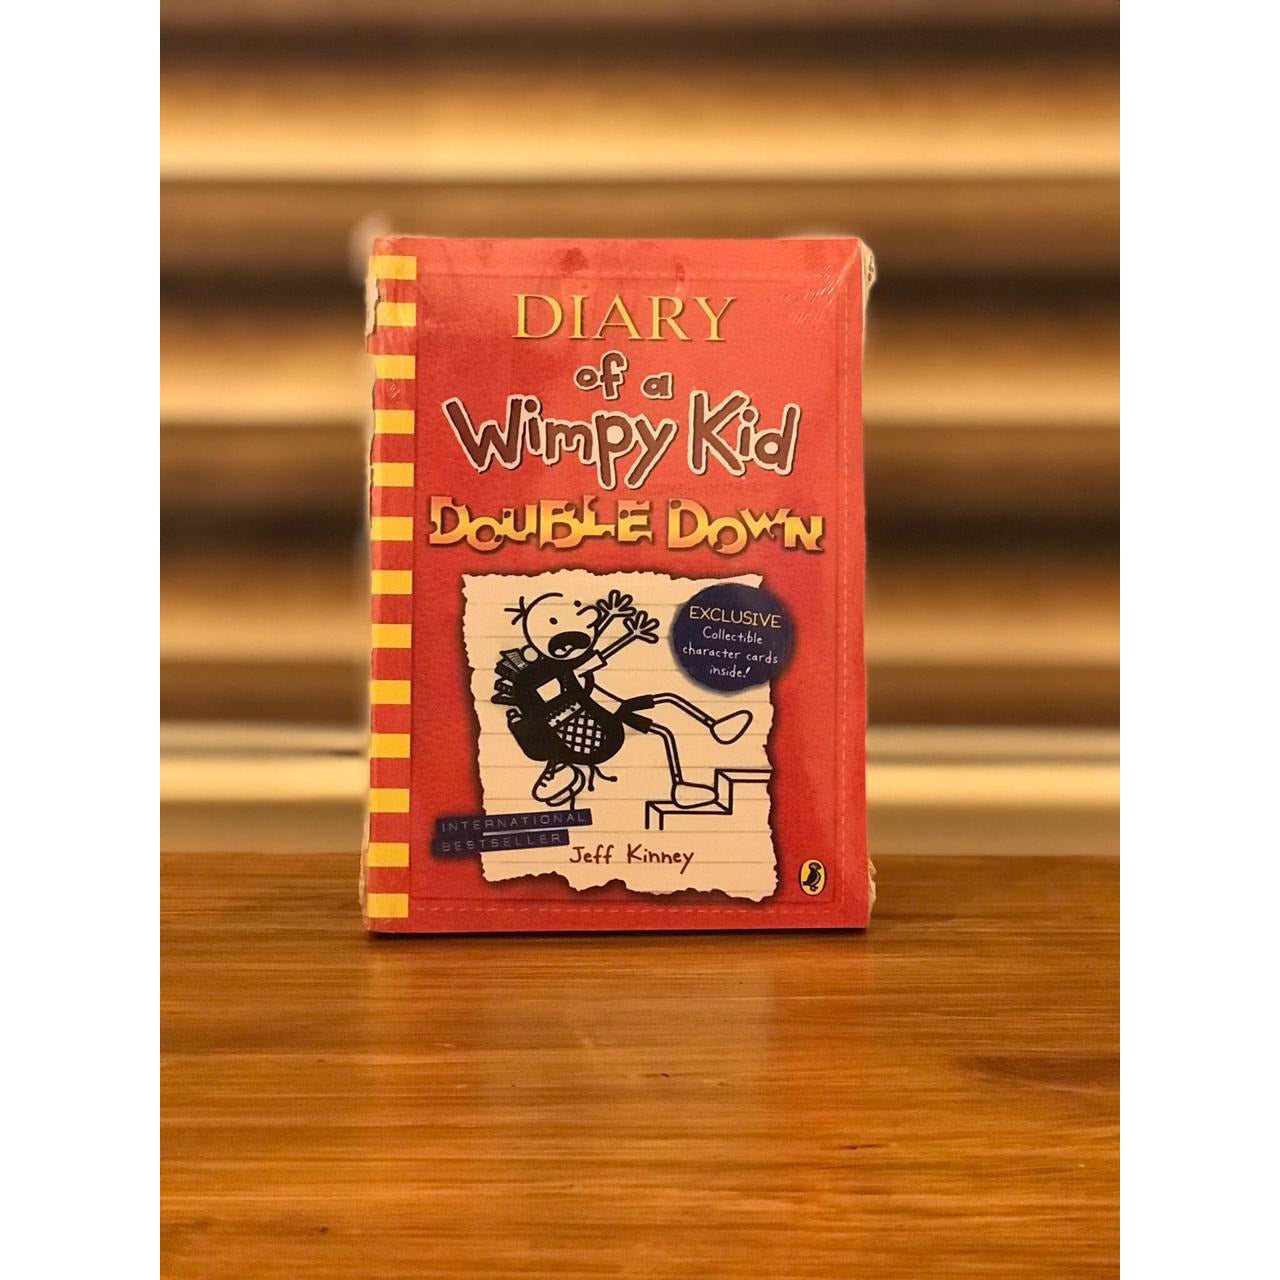 DIARY
of a
Wimpy Kid
DOUBLE DOWN
EXCLUSIVE
Collectible
character cards
inside!
INTERNATIONAL
BESTSELLER
Jeff Kinney